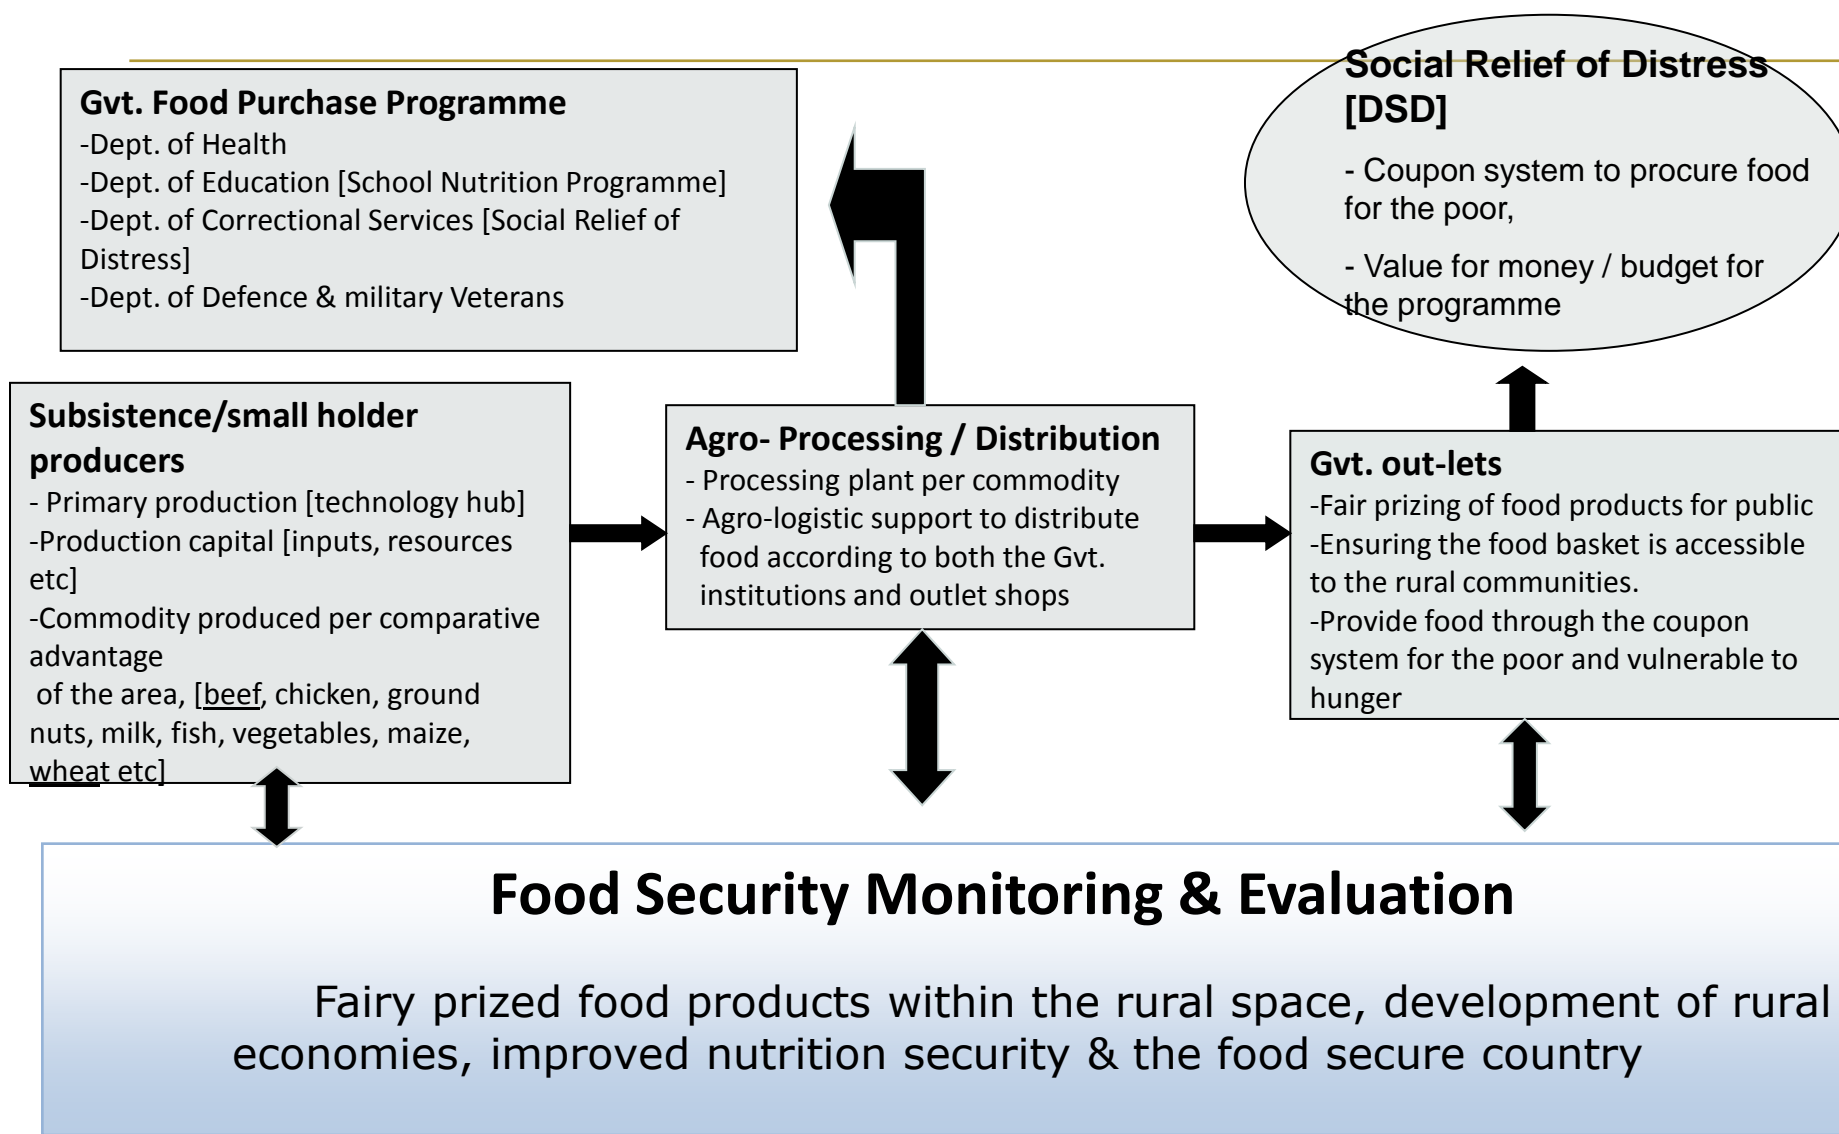 Gvt. Food Purchase Programme
-Dept. of Health
-Dept. of Education [School Nutrition Programme]
-Dept. of Correctional Services [Social Relief of
Distress]
-Dept. of Defence & military Veterans
Social Relief of Distress
[DSD]
- Coupon system to procure food
for the poor,
- Value for money / budget for
the programme
Subsistence/small holder
producers
- Primary production [technology hub]
-Production capital [inputs, resources
etc]
-Commodity produced per comparative
advantage
of the area, [beef, chicken, ground
nuts, milk, fish, vegetables, maize,
wheat etc]
Agro- Processing / Distribution
- Processing plant per commodity
- Agro-logistic support to distribute
food according to both the Gvt.
institutions and outlet shops
Gvt. out-lets
-Fair prizing of food products for public
-Ensuring the food basket is accessible
to the rural communities.
-Provide food through the coupon
system for the poor and vulnerable to
hunger
Food Security Monitoring & Evaluation
Fairy prized food products within the rural space, development of rural
economies, improved nutrition security & the food secure country